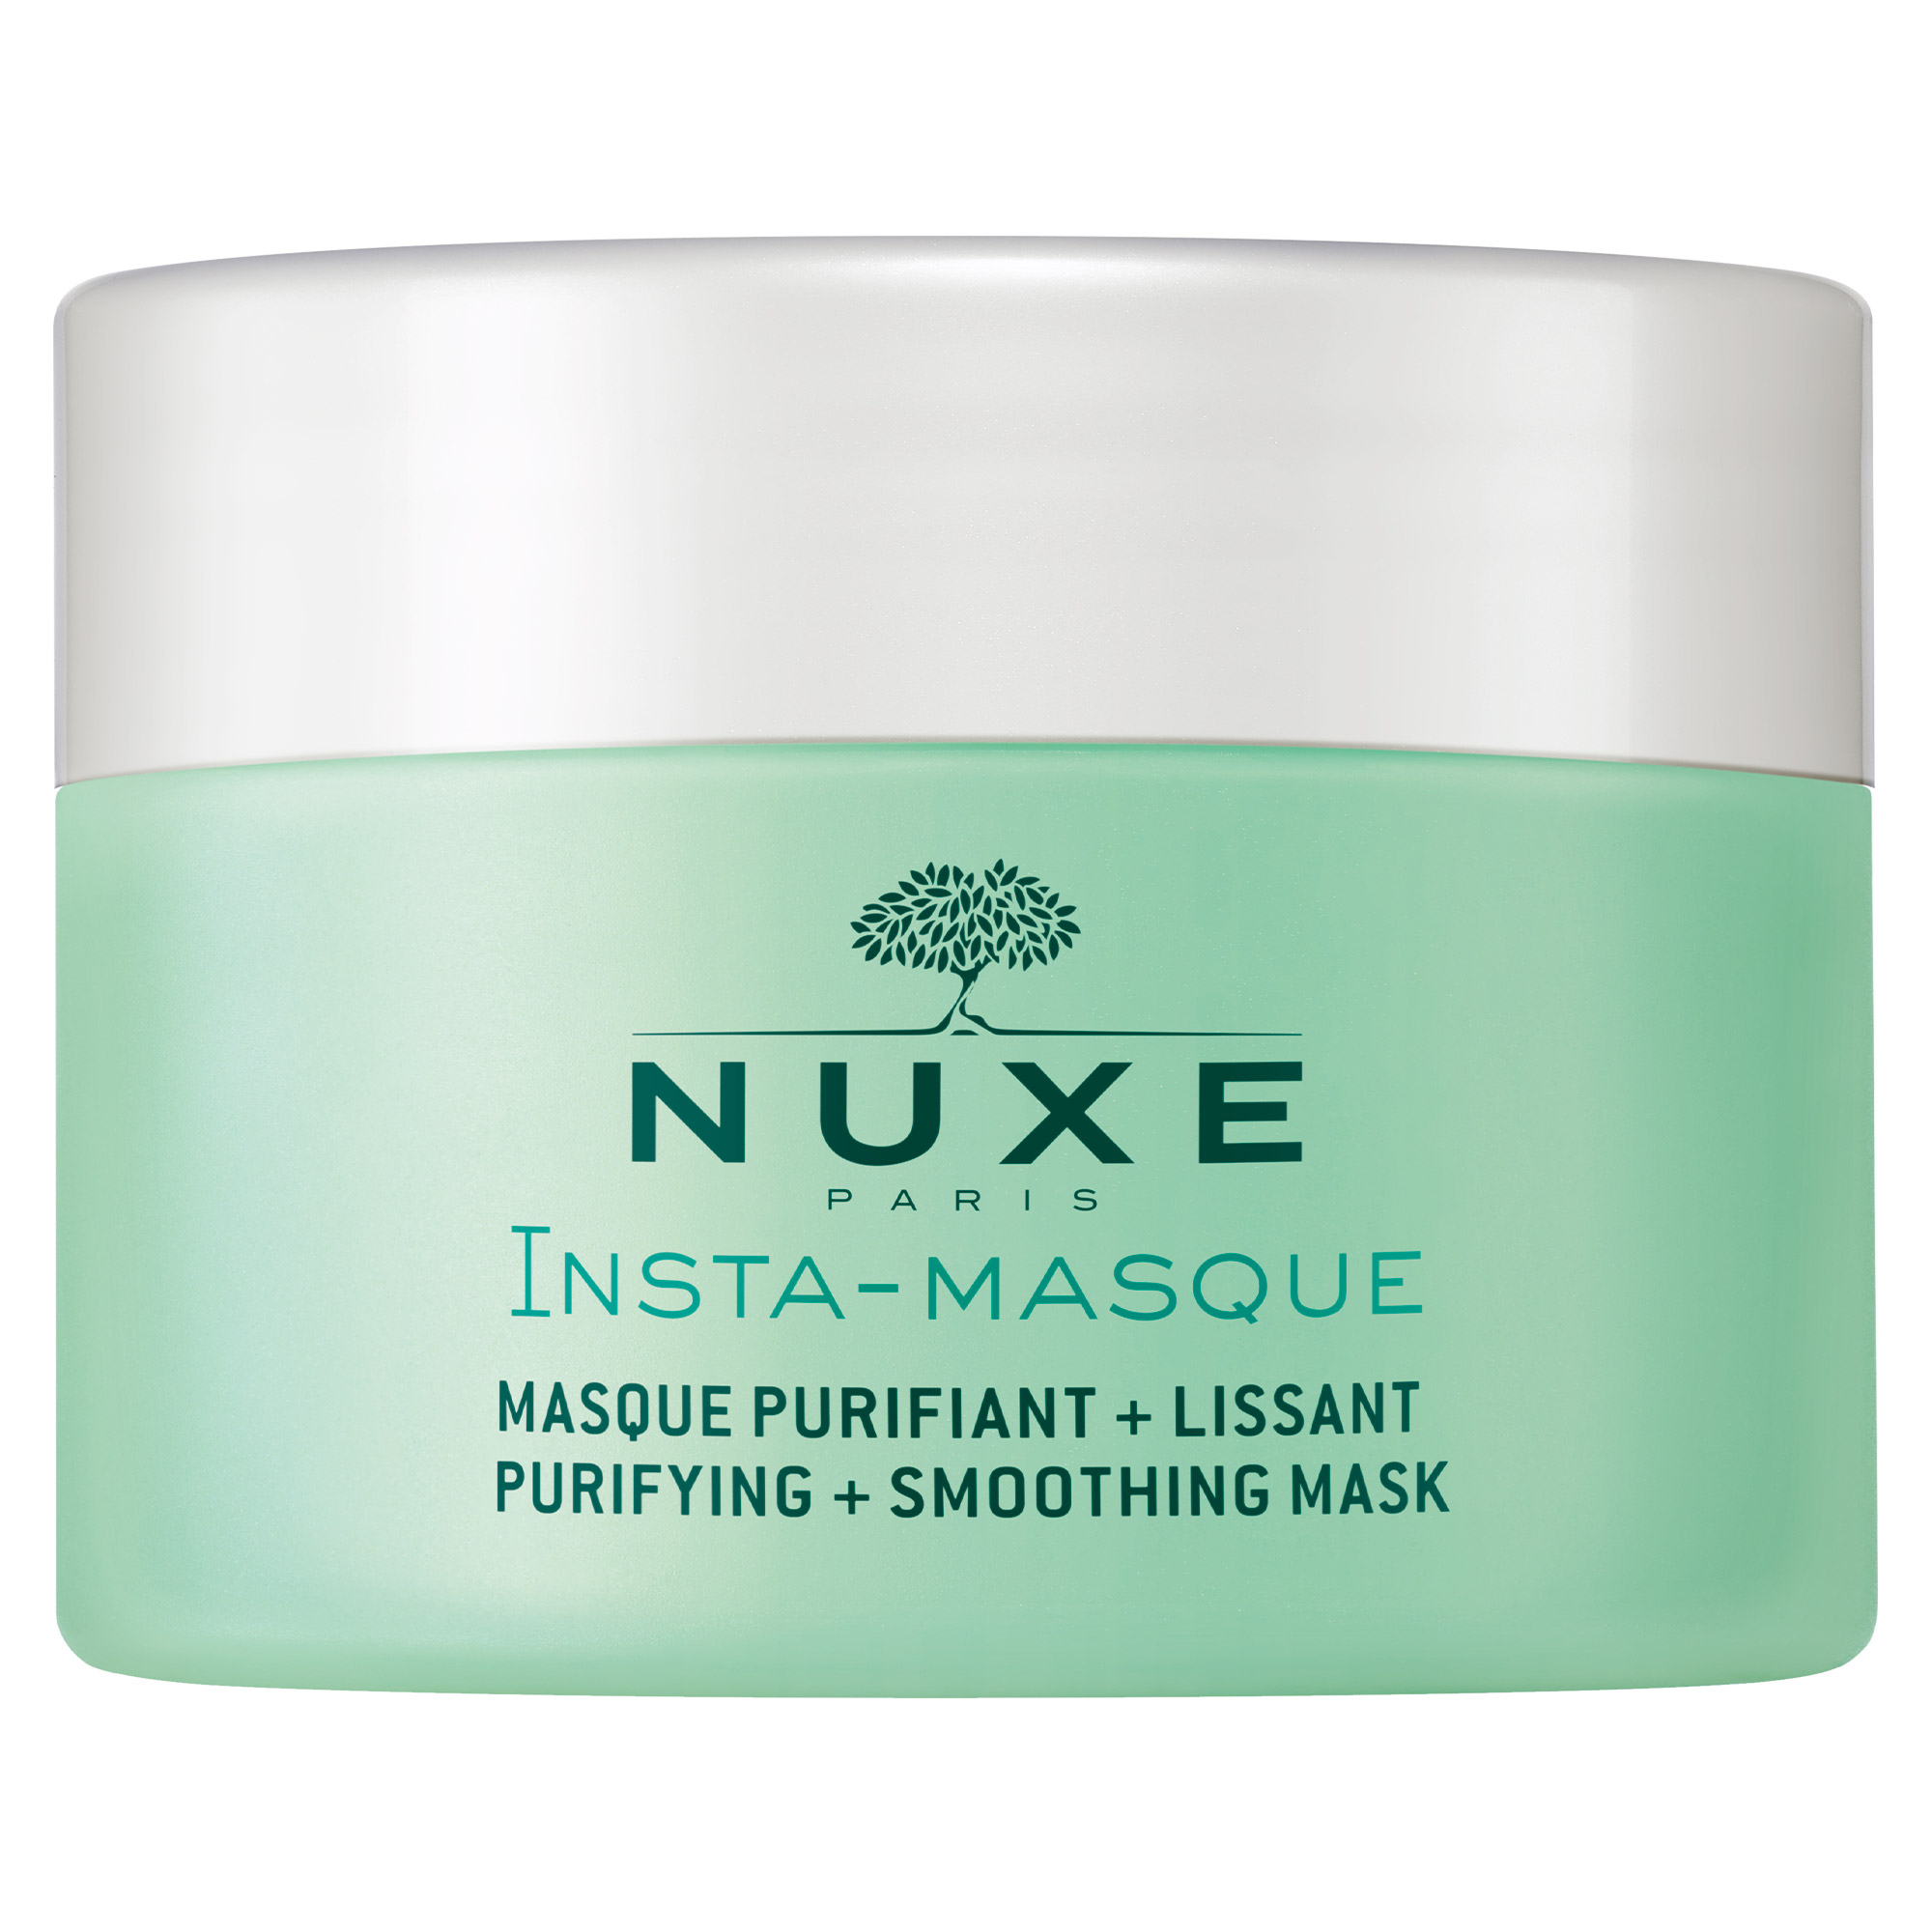 NUXE
PARIS
INSTA-MASQUE
MASQUE PURIFIANT + LISSANT
PURIFYING + SMOOTHING MASK